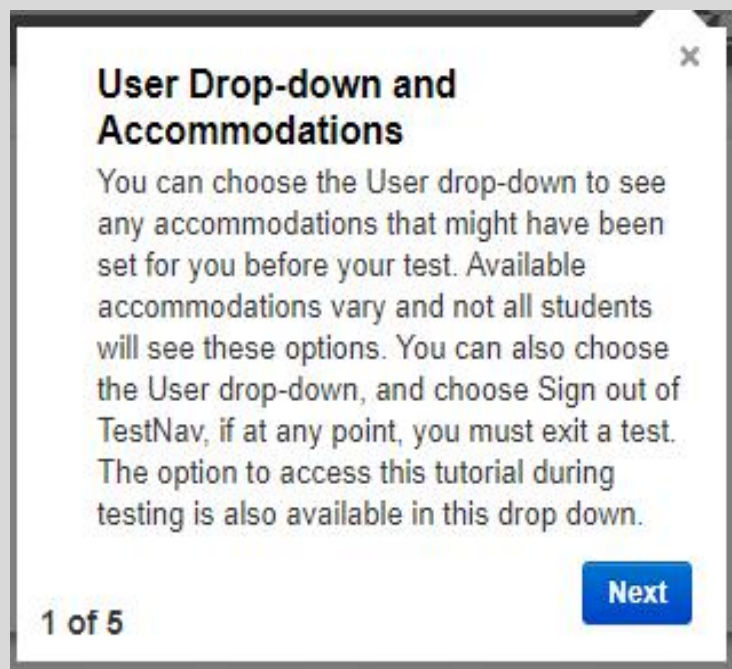 User Drop-down and
Accommodations
You can choose the User drop-down to see
any accommodations that might have been
set for you before your test. Available
accommodations vary and not all students
will see these options. You can also choose
the User drop-down, and choose Sign out of
TestNav, if at any point, you must exit a test.
The option to access this tutorial during
testing is also available in this drop down.
Next
1 of 5